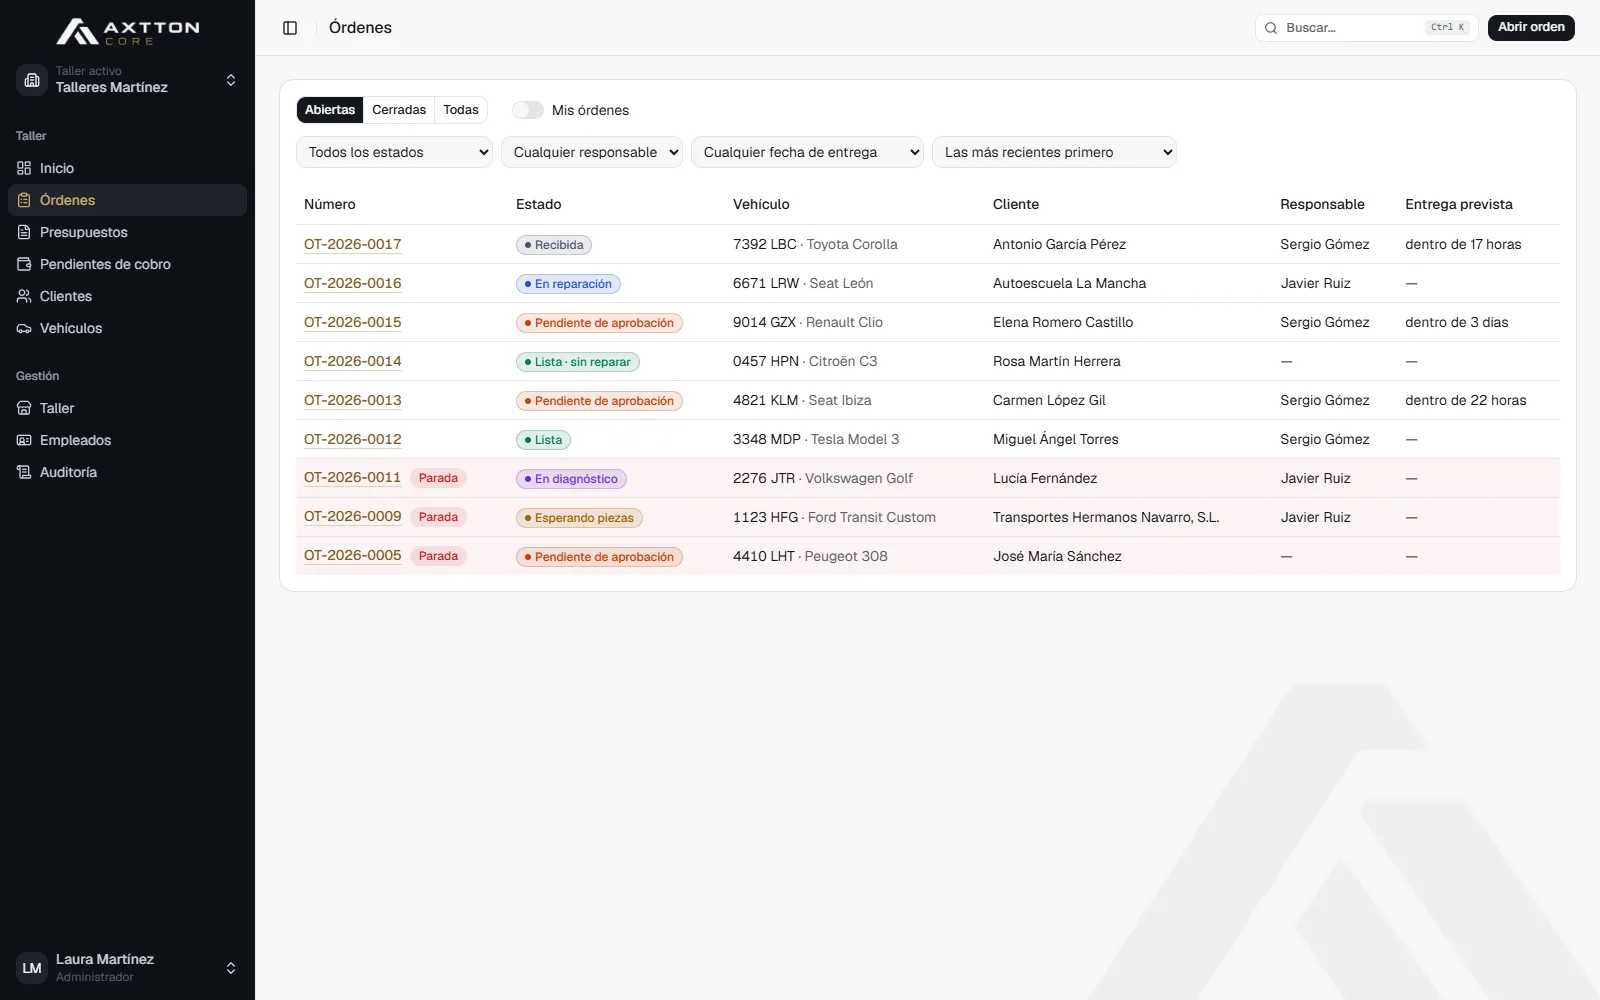 AXTTON
CORE
Taller activo
Talleres Martínez
Taller
Inicio
Órdenes
Presupuestos
Pendientes de cobro
Clientes
Vehículos
Gestión
Taller
Empleados
Auditoría
LM
Laura Martínez
Administrador
Órdenes
Buscar... Ctrl K
Abrir orden
Abiertas Cerradas Todas Mis órdenes
Todos los estados Cualquier responsable Cualquier fecha de entrega Las más recientes primero
Número Estado Vehículo Cliente Responsable Entrega prevista
OT-2026-0017 Recibida 7392 LBC · Toyota Corolla Antonio García Pérez Sergio Gómez dentro de 17 horas
OT-2026-0016 En reparación 6671 LRW · Seat León Autoescuela La Mancha Javier Ruiz —
OT-2026-0015 Pendiente de aprobación 9014 GZX · Renault Clio Elena Romero Castillo Sergio Gómez dentro de 3 días
OT-2026-0014 Lista · sin reparar 0457 HPN · Citroën C3 Rosa Martín Herrera — —
OT-2026-0013 Pendiente de aprobación 4821 KLM · Seat Ibiza Carmen López Gil Sergio Gómez dentro de 22 horas
OT-2026-0012 Lista 3348 MDP · Tesla Model 3 Miguel Ángel Torres Sergio Gómez —
OT-2026-0011 Parada En diagnóstico 2276 JTR · Volkswagen Golf Lucía Fernández Javier Ruiz —
OT-2026-0009 Parada Esperando piezas 1123 HFG · Ford Transit Custom Transportes Hermanos Navarro, S.L. Javier Ruiz —
OT-2026-0005 Parada Pendiente de aprobación 4410 LHT · Peugeot 308 José María Sánchez — —